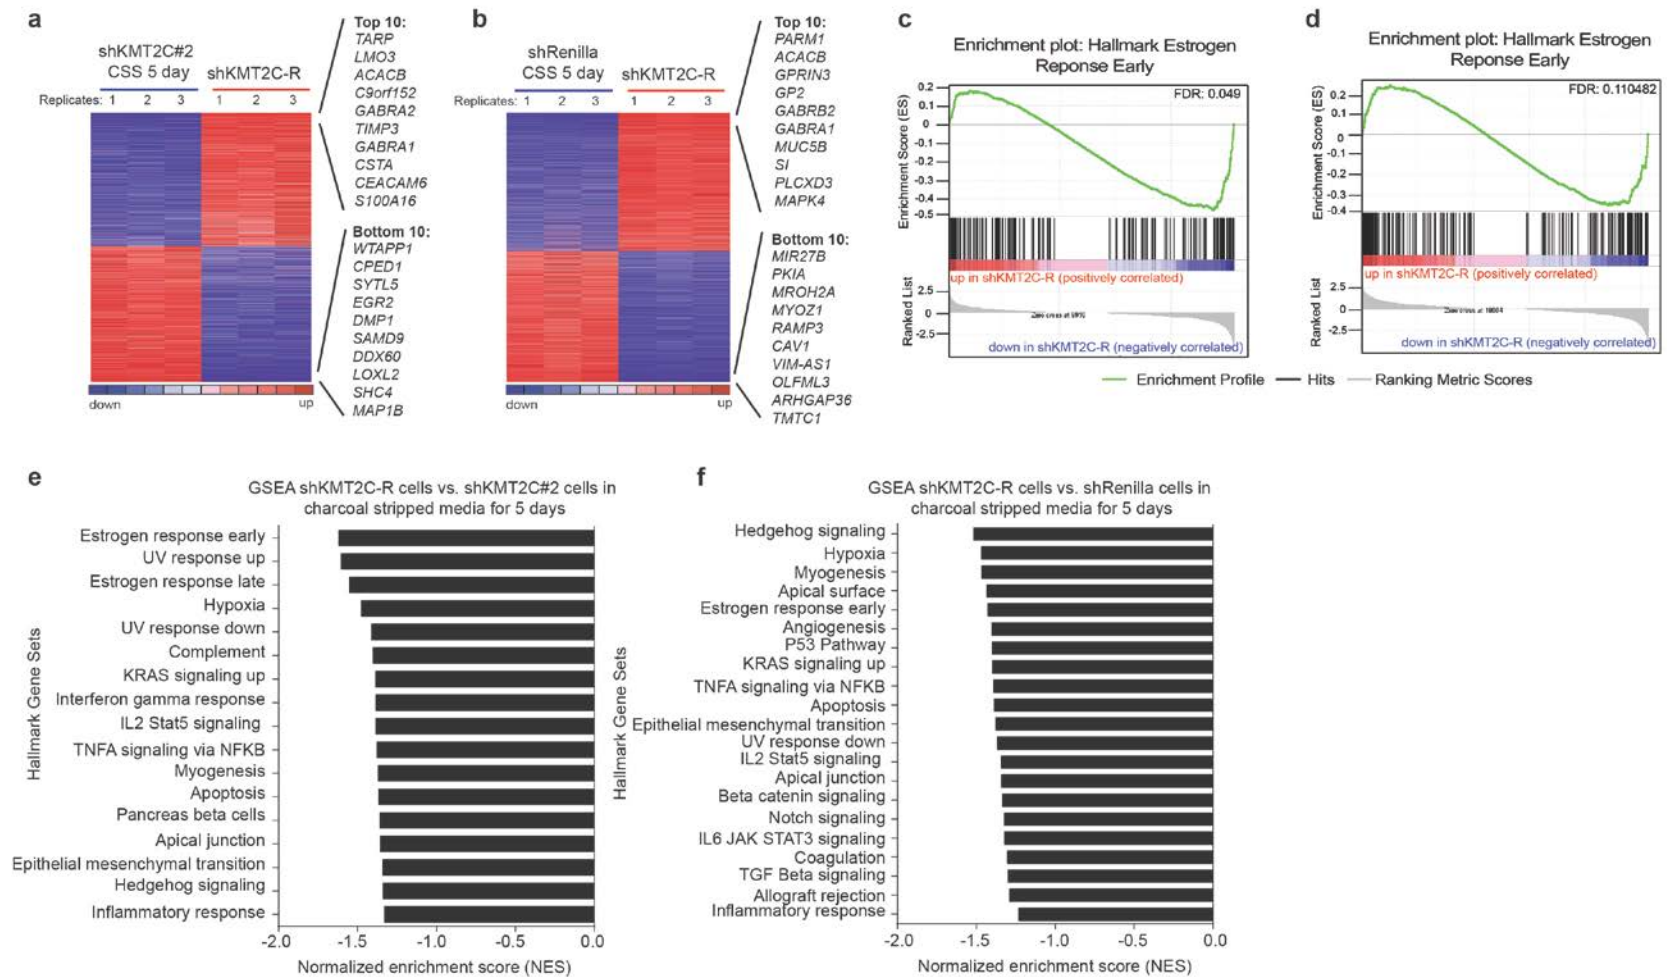 a
shKMT2C#2
CSS 5 day
shKMT2C-R
Replicates: 1 2 3 1 2 3
down
up
Top 10:
TARP
LMO3
ACACB
C9orf152
GABRA2
TIMP3
GABRA1
CSTA
CEACAM6
S100A16
Bottom 10:
WTAPP1
CPED1
SYTL5
EGR2
DMP1
SAMD9
DDX60
LOXL2
SHC4
MAP1B
b
shRenilla
CSS 5 day
shKMT2C-R
Replicates: 1 2 3 1 2 3
down
up
Top 10:
PARM1
ACACB
GPRIN3
GP2
GABRB2
GABRA1
MUC5B
SI
PLCXD3
MAPK4
Bottom 10:
MIR27B
PKIA
MROH2A
MYOZ1
RAMP3
CAV1
VIM-AS1
OLFML3
ARHGAP36
TMTC1
c
Enrichment plot: Hallmark Estrogen
Reponse Early
FDR: 0.049
Enrichment Score (ES)
0.2
0.1
0
-0.1
-0.2
-0.3
-0.4
-0.5
up in shKMT2C-R (positively correlated)
Ranked List
2.5
0
-2.5
down in shKMT2C-R (negatively correlated)
d
Enrichment plot: Hallmark Estrogen
Reponse Early
FDR: 0.110482
Enrichment Score (ES)
0.2
0.1
0
-0.1
-0.2
-0.3
-0.4
up in shKMT2C-R (positively correlated)
Ranked List
2.5
0
-2.5
down in shKMT2C-R (negatively correlated)
Enrichment Profile Hits Ranking Metric Scores
e
GSEA shKMT2C-R cells vs. shKMT2C#2 cells in
charcoal stripped media for 5 days
Hallmark Gene Sets
Estrogen response early
UV response up
Estrogen response late
Hypoxia
UV response down
Complement
KRAS signaling up
Interferon gamma response
IL2 Stat5 signaling
TNFA signaling via NFKB
Myogenesis
Apoptosis
Pancreas beta cells
Apical junction
Epithelial mesenchymal transition
Hedgehog signaling
Inflammatory response
-2.0 -1.5 -1.0 -0.5 0.0
Normalized enrichment score (NES)
f
GSEA shKMT2C-R cells vs. shRenilla cells in
charcoal stripped media for 5 days
Hallmark Gene Sets
Hedgehog signaling
Hypoxia
Myogenesis
Apical surface
Estrogen response early
Angiogenesis
P53 Pathway
KRAS signaling up
TNFA signaling via NFKB
Apoptosis
Epithelial mesenchymal transition
UV response down
IL2 Stat5 signaling
Apical junction
Beta catenin signaling
Notch signaling
IL6 JAK STAT3 signaling
Coagulation
TGF Beta signaling
Allograft rejection
Inflammatory response
-2.0 -1.5 -1.0 -0.5 0.0
Normalized enrichment score (NES)